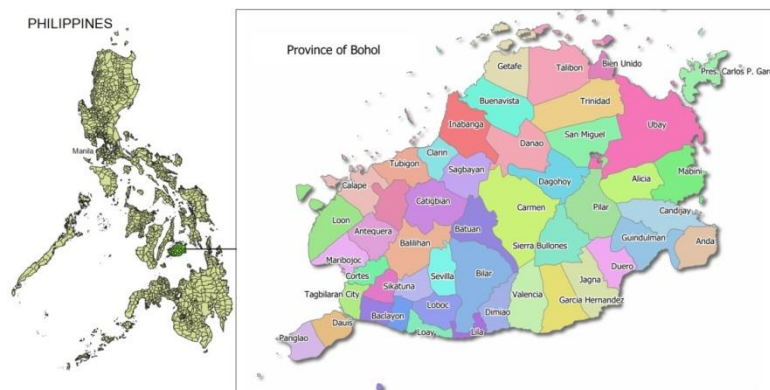 PHILIPPINES
Manila
Province of Bohol
Getafe
Talibon
Bien Unido
Pres. Carlos P. Gar
Buenavista
Trinidad
Inabanga
San Miguel
Ubay
Danao
Clarin
Tubigon
Sagbayan
Dagohoy
Alicia
Mabini
Calape
Catigbian
Carmen
Pilar
Candijay
Loon
Antequera
Batuan
Balilihan
Sierra Bullones
Guindulman
Anda
Maribojoc
Cortes
Sevilla
Bilar
Duero
Sikatuna
Jagna
Tagbilaran City
Loboc
Valencia
Garcia Hernandez
Baclayon
Dimiao
Loay
Lila
Dauis
Panglao